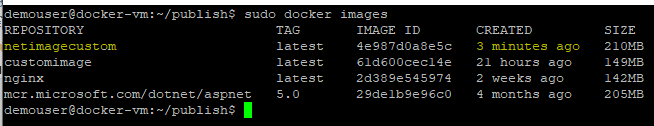 demouser@docker-vm:~/publish$ sudo docker images
REPOSITORY TAG IMAGE ID CREATED SIZE
netimagecustom latest 4e987d0a8e5c 3 minutes ago 210MB
customimage latest 61d600cec14e 21 hours ago 149MB
nginx latest 2d389e545974 2 weeks ago 142MB
mcr.microsoft.com/dotnet/aspnet 5.0 29de1b9e96c0 4 months ago 205MB
demouser@docker-vm:~/publish$